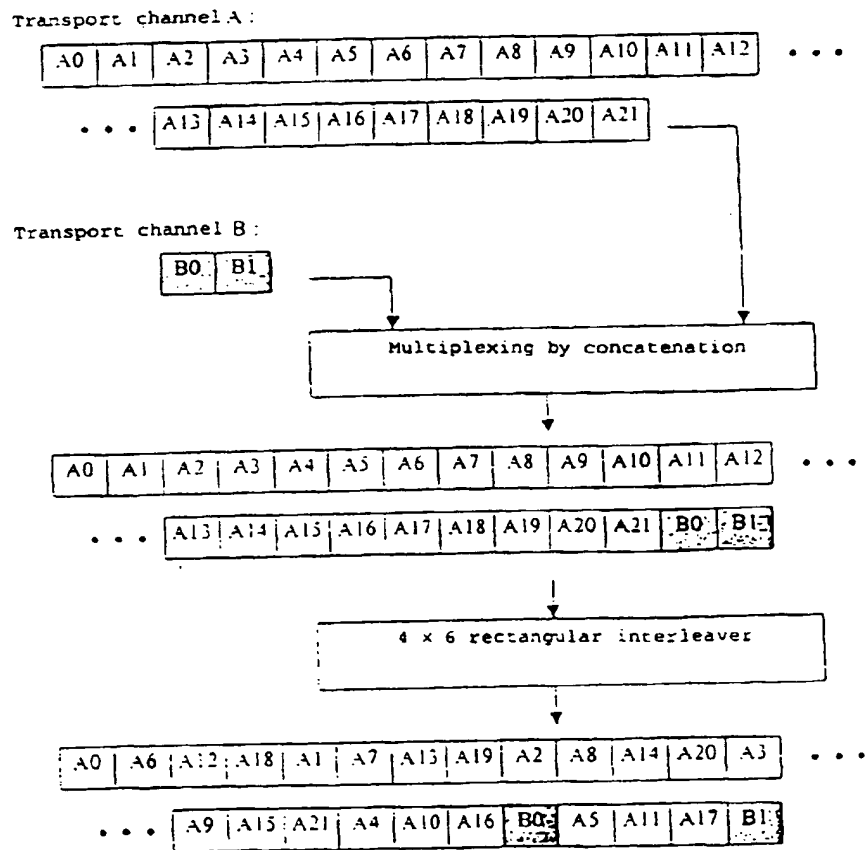 Transport channel A :
A0 A1 A2 A3 A4 A5 A6 A7 A8 A9 A10 A11 A12 • • •
• • • A13 A14 A15 A16 A17 A18 A19 A20 A21
Transport channel B :
B0 B1
Multiplexing by concatenation
A0 A1 A2 A3 A4 A5 A6 A7 A8 A9 A10 A11 A12 • • •
• • • A13 A14 A15 A16 A17 A18 A19 A20 A21 B0 B1
4 × 6 rectangular interleaver
A0 A6 A12 A18 A1 A7 A13 A19 A2 A8 A14 A20 A3 • • •
• • • A9 A15 A21 A4 A10 A16 B0 A5 A11 A17 B1